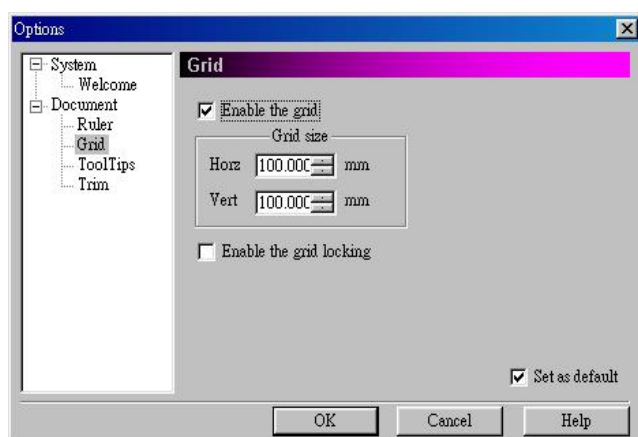 Options
System
Welcome
Document
Ruler
Grid
ToolTips
Trim
Grid
Enable the grid
Grid size
Horz 100.000 mm
Vert 100.000 mm
Enable the grid locking
Set as default
OK Cancel Help